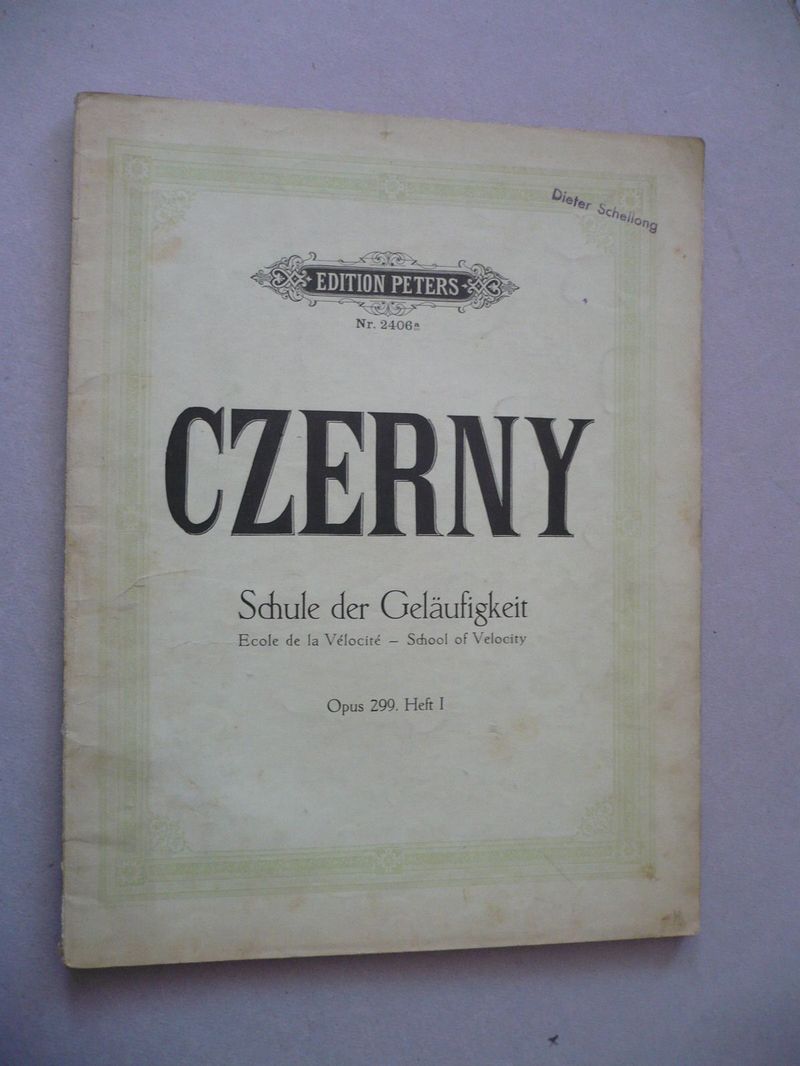 Dieter Schellong
EDITION PETERS
Nr. 2406a
CZERNY
Schule der Geläufigkeit
Ecole de la Vélocité – School of Velocity
Opus 299. Heft I